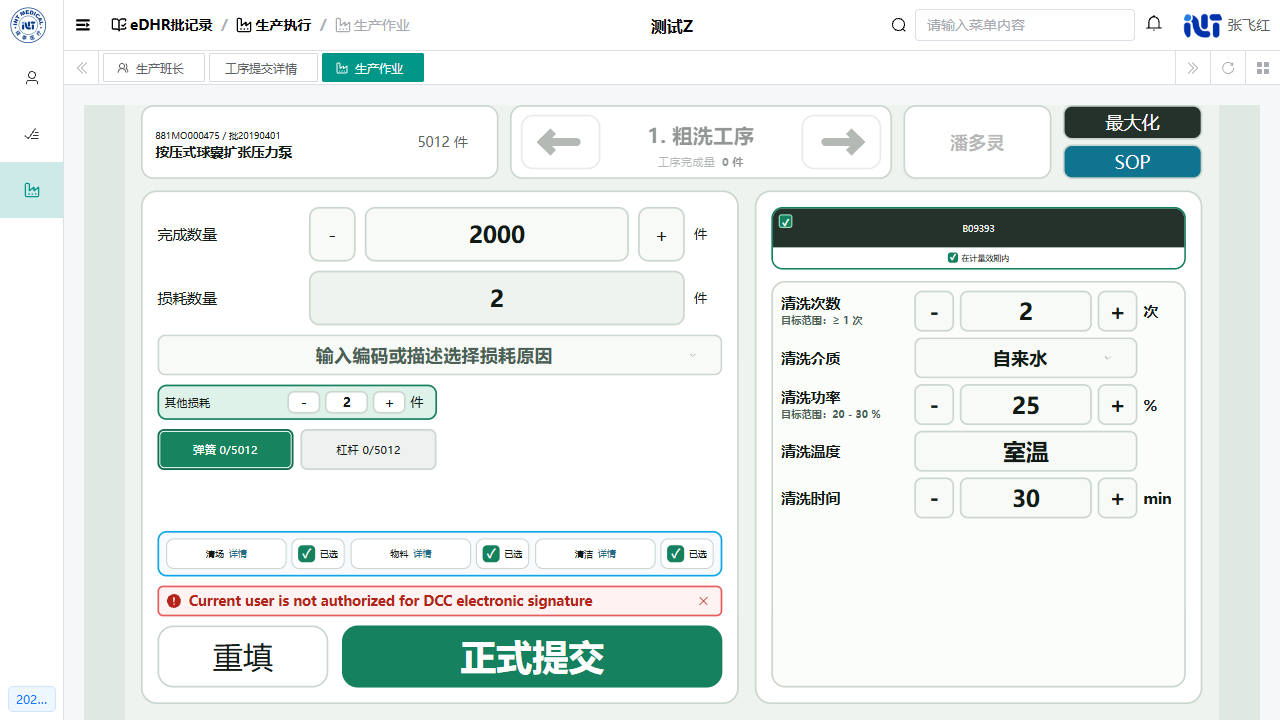 eDHR批记录 / 生产执行 / 生产作业
测试Z
请输入菜单内容
张飞红
生产班长
工序提交详情
生产作业
881MO000475 / 批20190401
按压式球囊扩张压力泵
5012 件
1. 粗洗工序
工序完成量 0 件
潘多灵
最大化
SOP
完成数量
-
2000
+
件
损耗数量
2
件
输入编码或描述选择损耗原因
其他损耗
-
2
+
件
弹簧 0/5012
杠杆 0/5012
清场 详情
已选
物料 详情
已选
清洁 详情
已选
Current user is not authorized for DCC electronic signature
重填
正式提交
B09393
在计量效期内
清洗次数
目标范围：≥ 1 次
-
2
+
次
清洗介质
自来水
清洗功率
目标范围：20 - 30 %
-
25
+
%
清洗温度
室温
清洗时间
-
30
+
min
202...